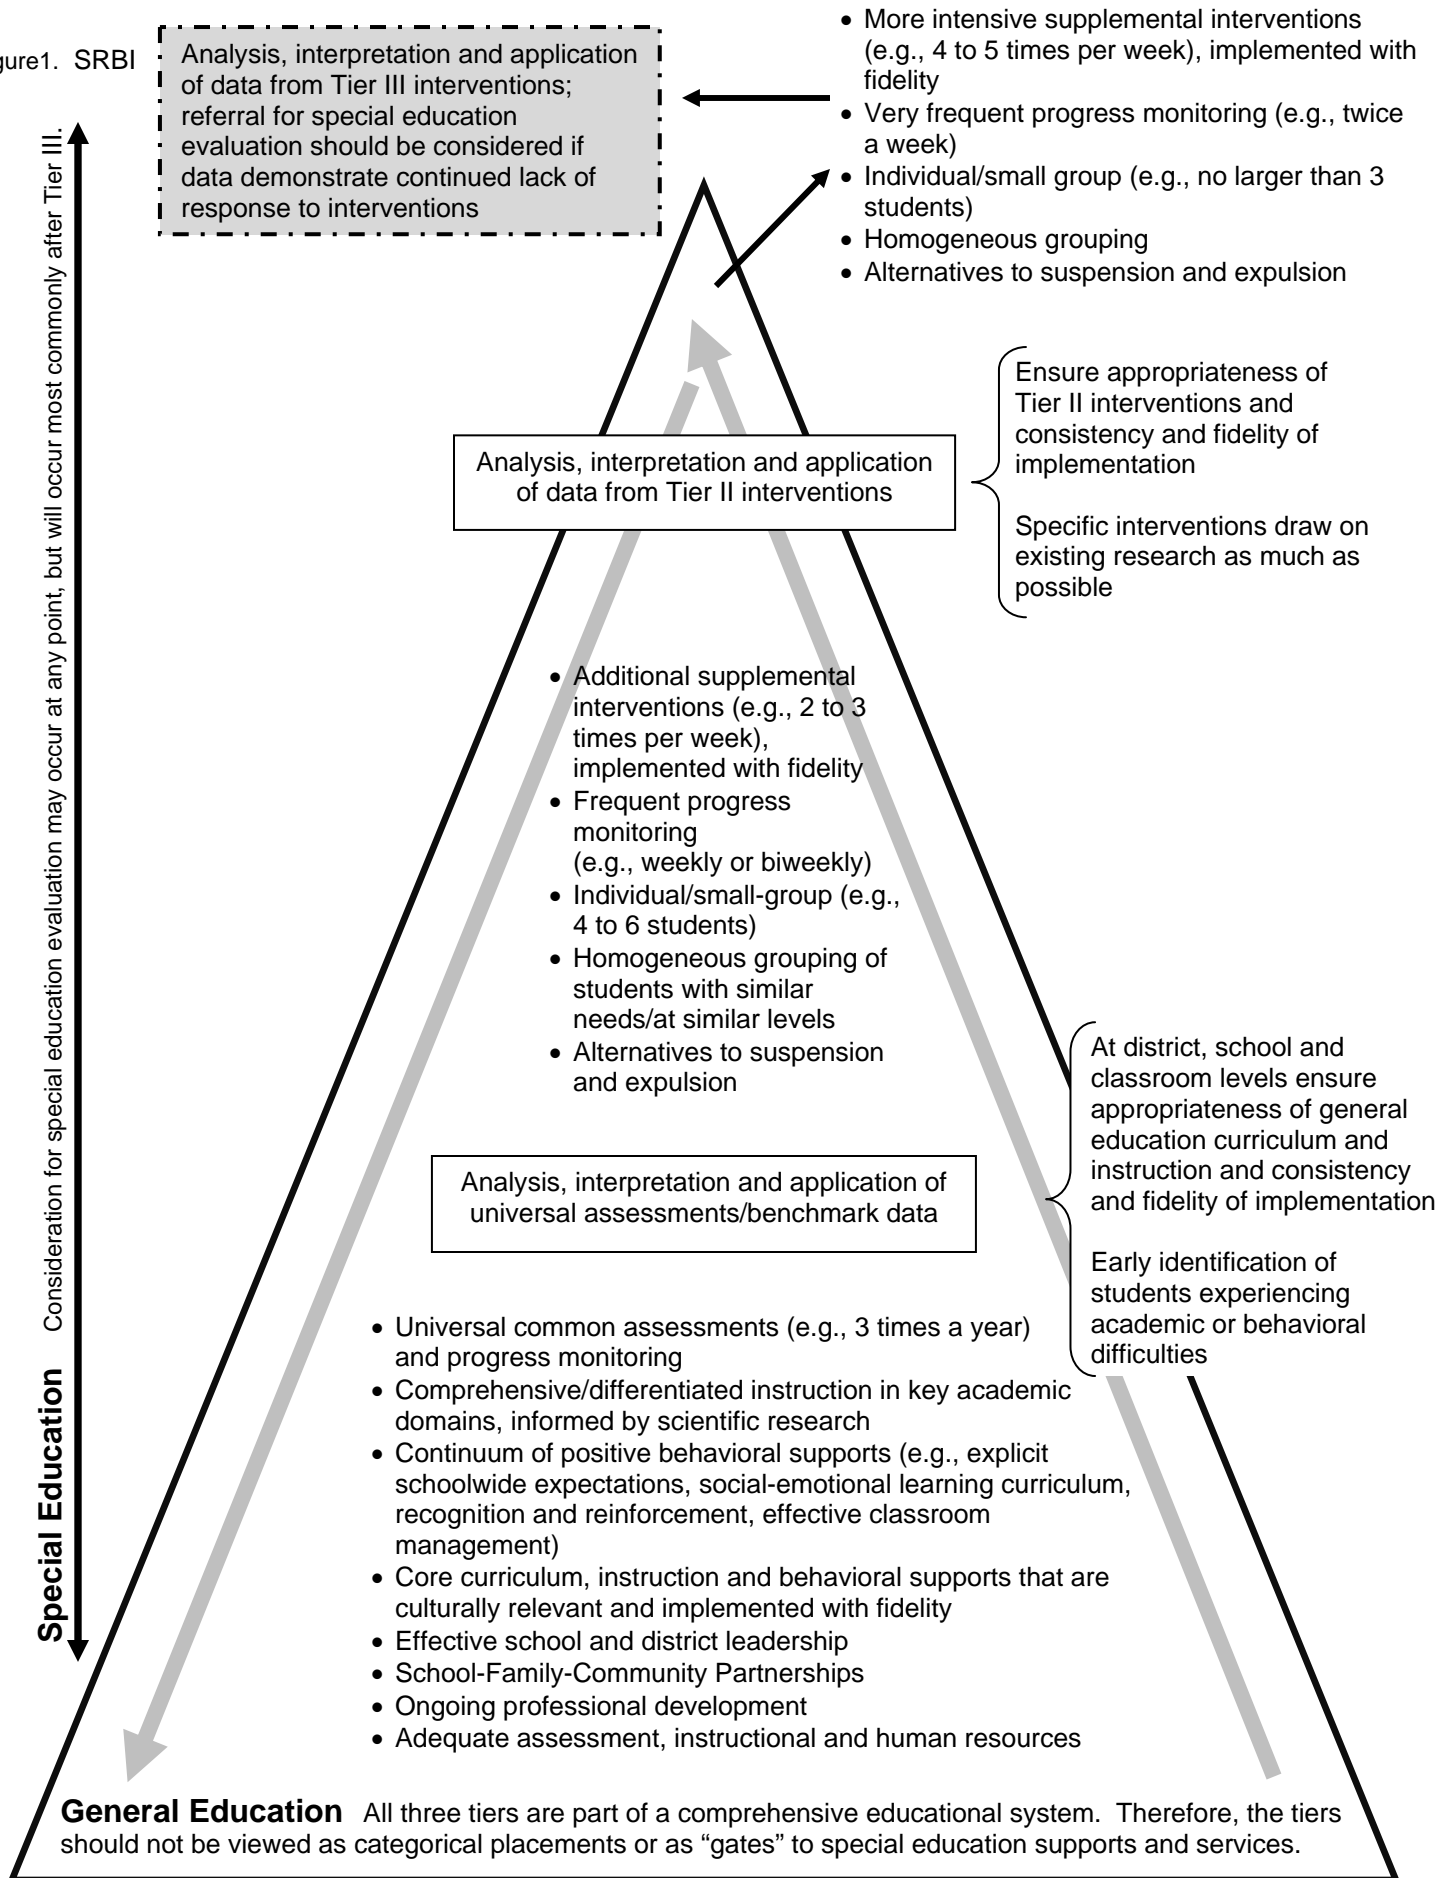 gure1. SRBI
Analysis, interpretation and application
of data from Tier III interventions;
referral for special education
evaluation should be considered if
data demonstrate continued lack of
response to interventions
• More intensive supplemental interventions
(e.g., 4 to 5 times per week), implemented with
fidelity
• Very frequent progress monitoring (e.g., twice
a week)
• Individual/small group (e.g., no larger than 3
students)
• Homogeneous grouping
• Alternatives to suspension and expulsion
Special Education Consideration for special education evaluation may occur at any point, but will occur most commonly after Tier III.
Analysis, interpretation and application
of data from Tier II interventions
Ensure appropriateness of
Tier II interventions and
consistency and fidelity of
implementation
Specific interventions draw on
existing research as much as
possible
• Additional supplemental
interventions (e.g., 2 to 3
times per week),
implemented with fidelity
• Frequent progress
monitoring
(e.g., weekly or biweekly)
• Individual/small-group (e.g.,
4 to 6 students)
• Homogeneous grouping of
students with similar
needs/at similar levels
• Alternatives to suspension
and expulsion
At district, school and
classroom levels ensure
appropriateness of general
education curriculum and
instruction and consistency
and fidelity of implementation
Early identification of
students experiencing
academic or behavioral
difficulties
Analysis, interpretation and application of
universal assessments/benchmark data
• Universal common assessments (e.g., 3 times a year)
and progress monitoring
• Comprehensive/differentiated instruction in key academic
domains, informed by scientific research
• Continuum of positive behavioral supports (e.g., explicit
schoolwide expectations, social-emotional learning curriculum,
recognition and reinforcement, effective classroom
management)
• Core curriculum, instruction and behavioral supports that are
culturally relevant and implemented with fidelity
• Effective school and district leadership
• School-Family-Community Partnerships
• Ongoing professional development
• Adequate assessment, instructional and human resources
General Education All three tiers are part of a comprehensive educational system. Therefore, the tiers
should not be viewed as categorical placements or as “gates” to special education supports and services.